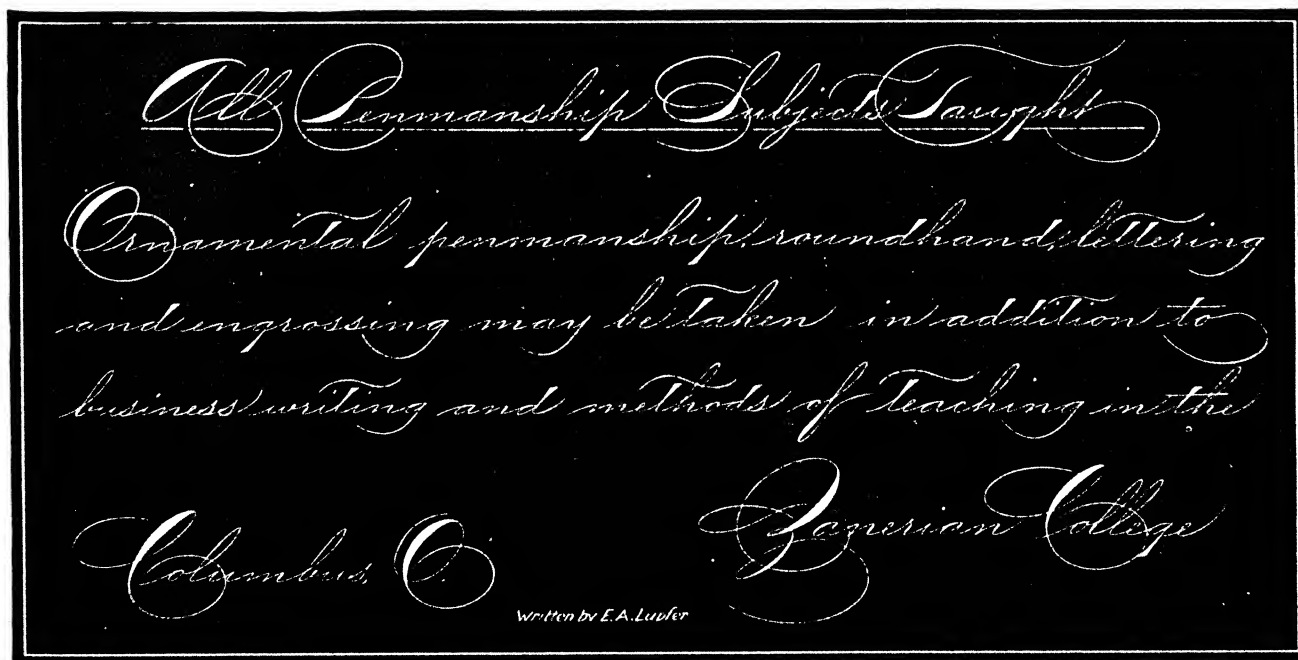 All Penmanship Subjects Taught
Ornamental penmanship, roundhand, lettering
and engrossing may be taken in addition to
business writing and methods of teaching in the
Zanerian College
Columbus, O.
Written by E.A. Lupfer